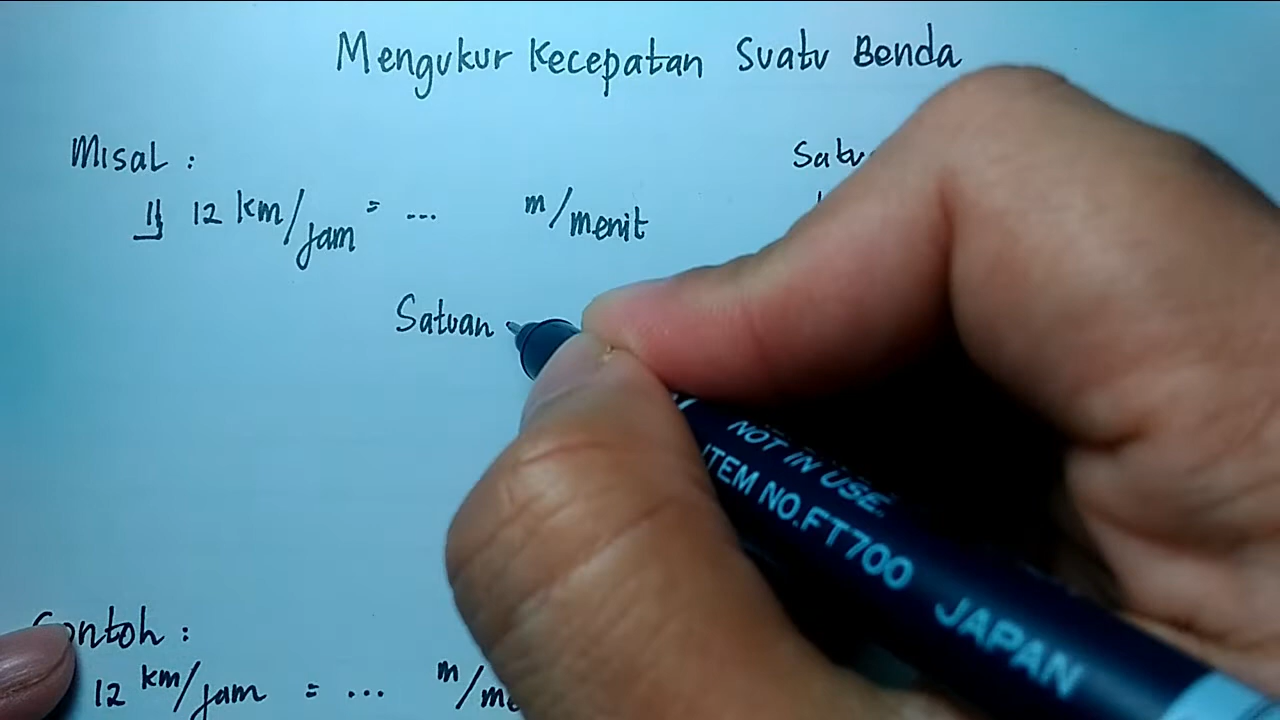 Mengukur Kecepatan Suatu Benda
Misal :
1) 12 km/jam = ... m/menit
Satuan
NOT IN USE.
ITEM NO.FT700 JAPAN
Contoh :
12 km/jam = ...